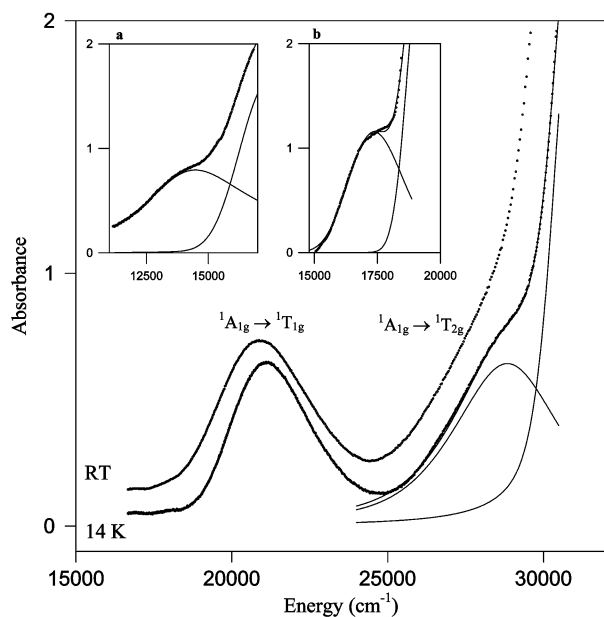 2
a
2
1
0
12500 15000
b
2
1
0
15000 17500 20000
Absorbance
1
¹A₁g → ¹T₁g
¹A₁g → ¹T₂g
RT
14 K
0
15000 20000 25000 30000
Energy (cm⁻¹)